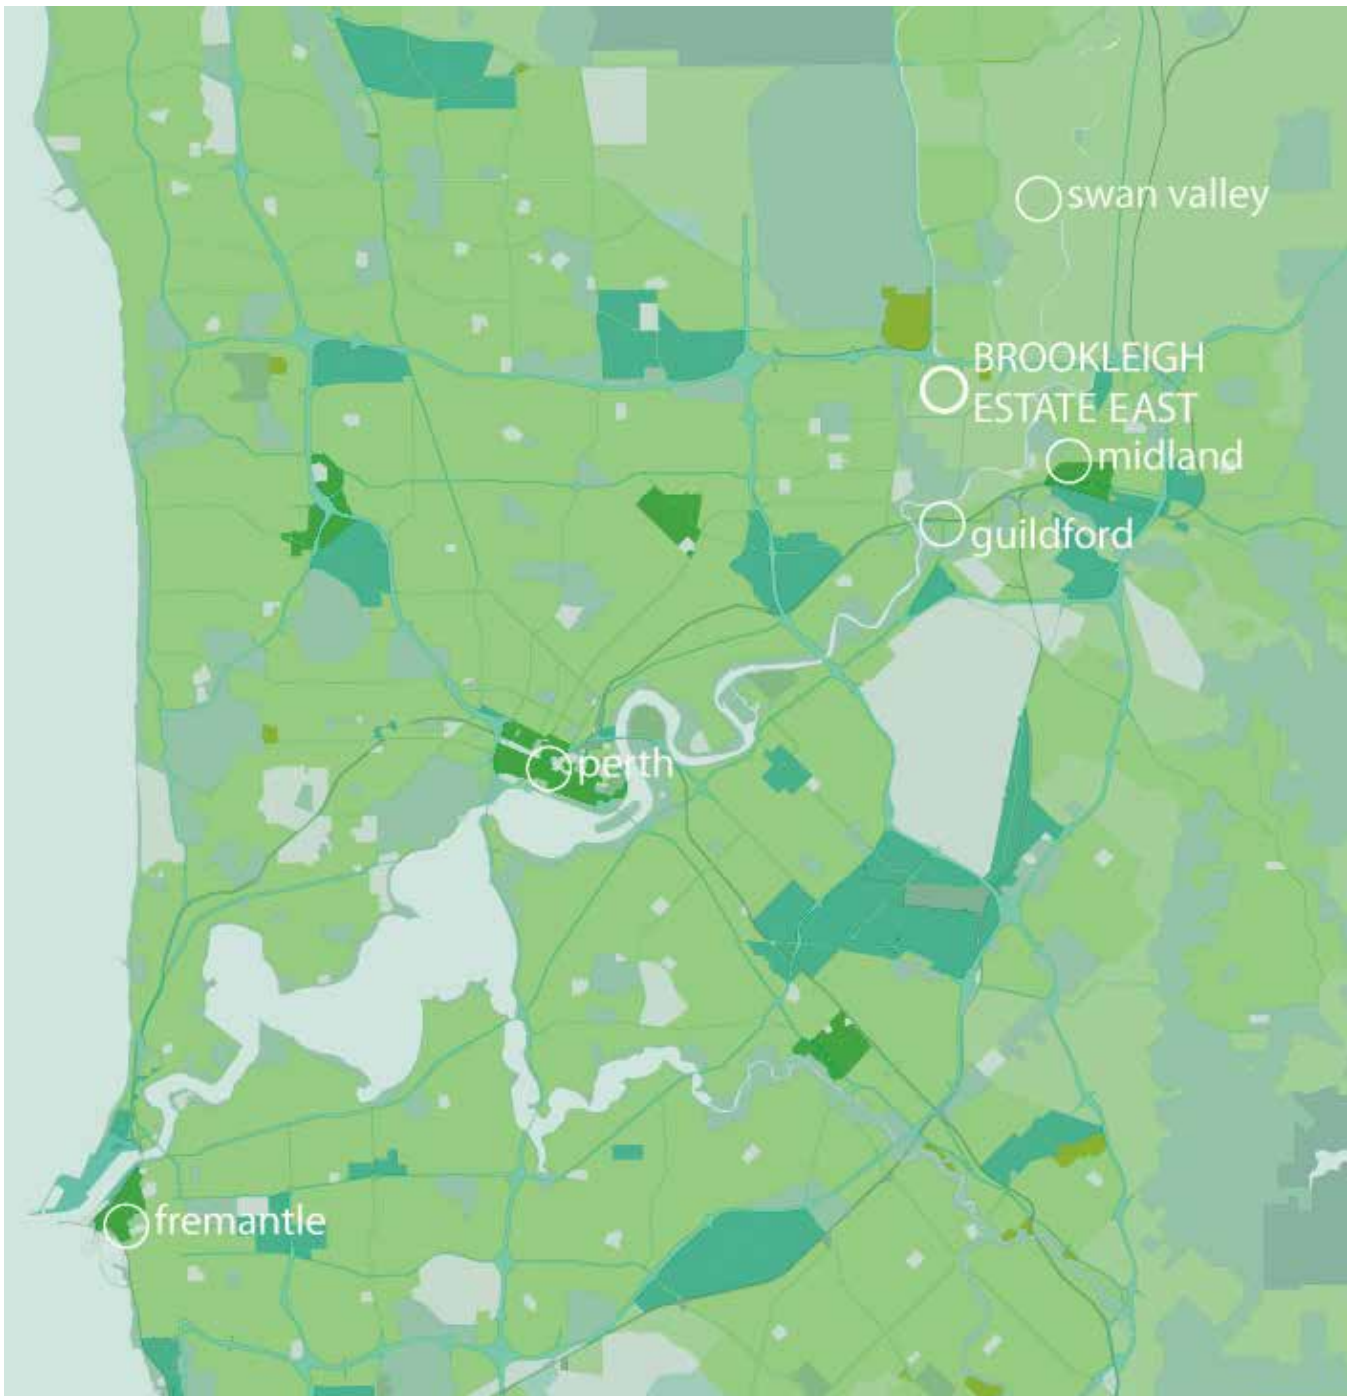 swan valley
BROOKLEIGH
ESTATE EAST
midland
guildford
perth
fremantle